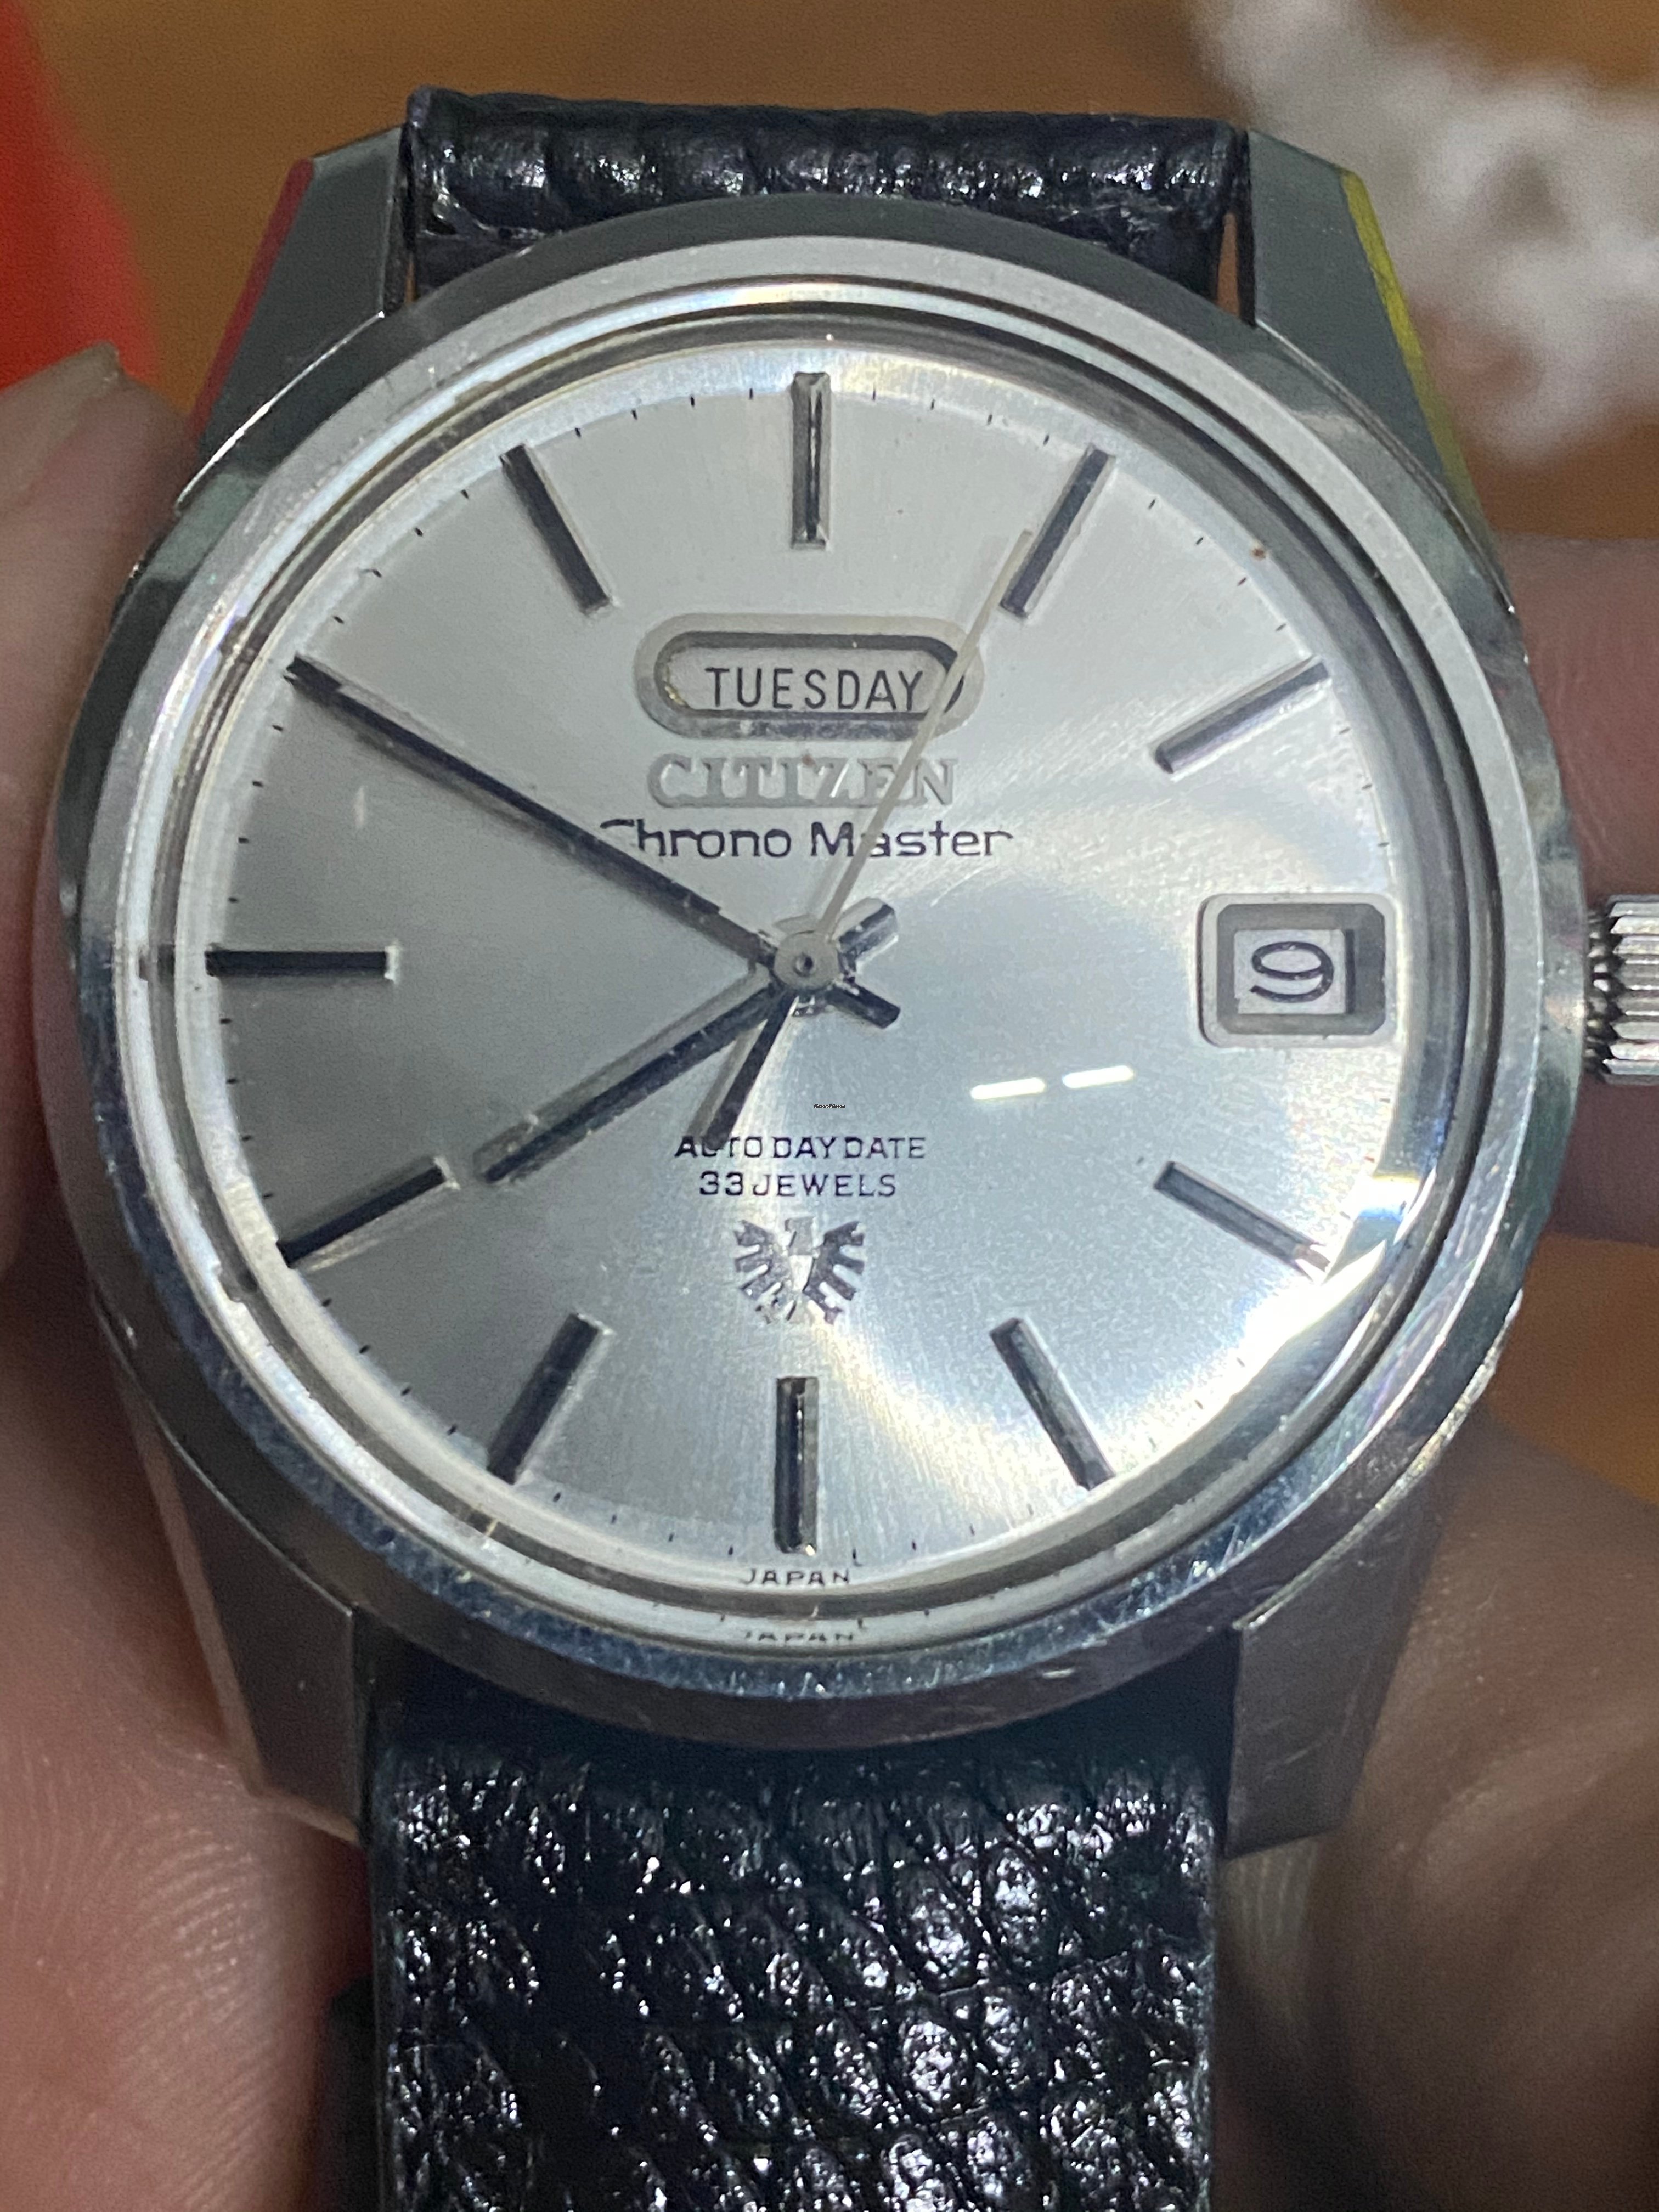 TUESDAY
CITIZEN
Chrono Master
9
AUTO DAY DATE
33 JEWELS
JAPAN
JAPAN